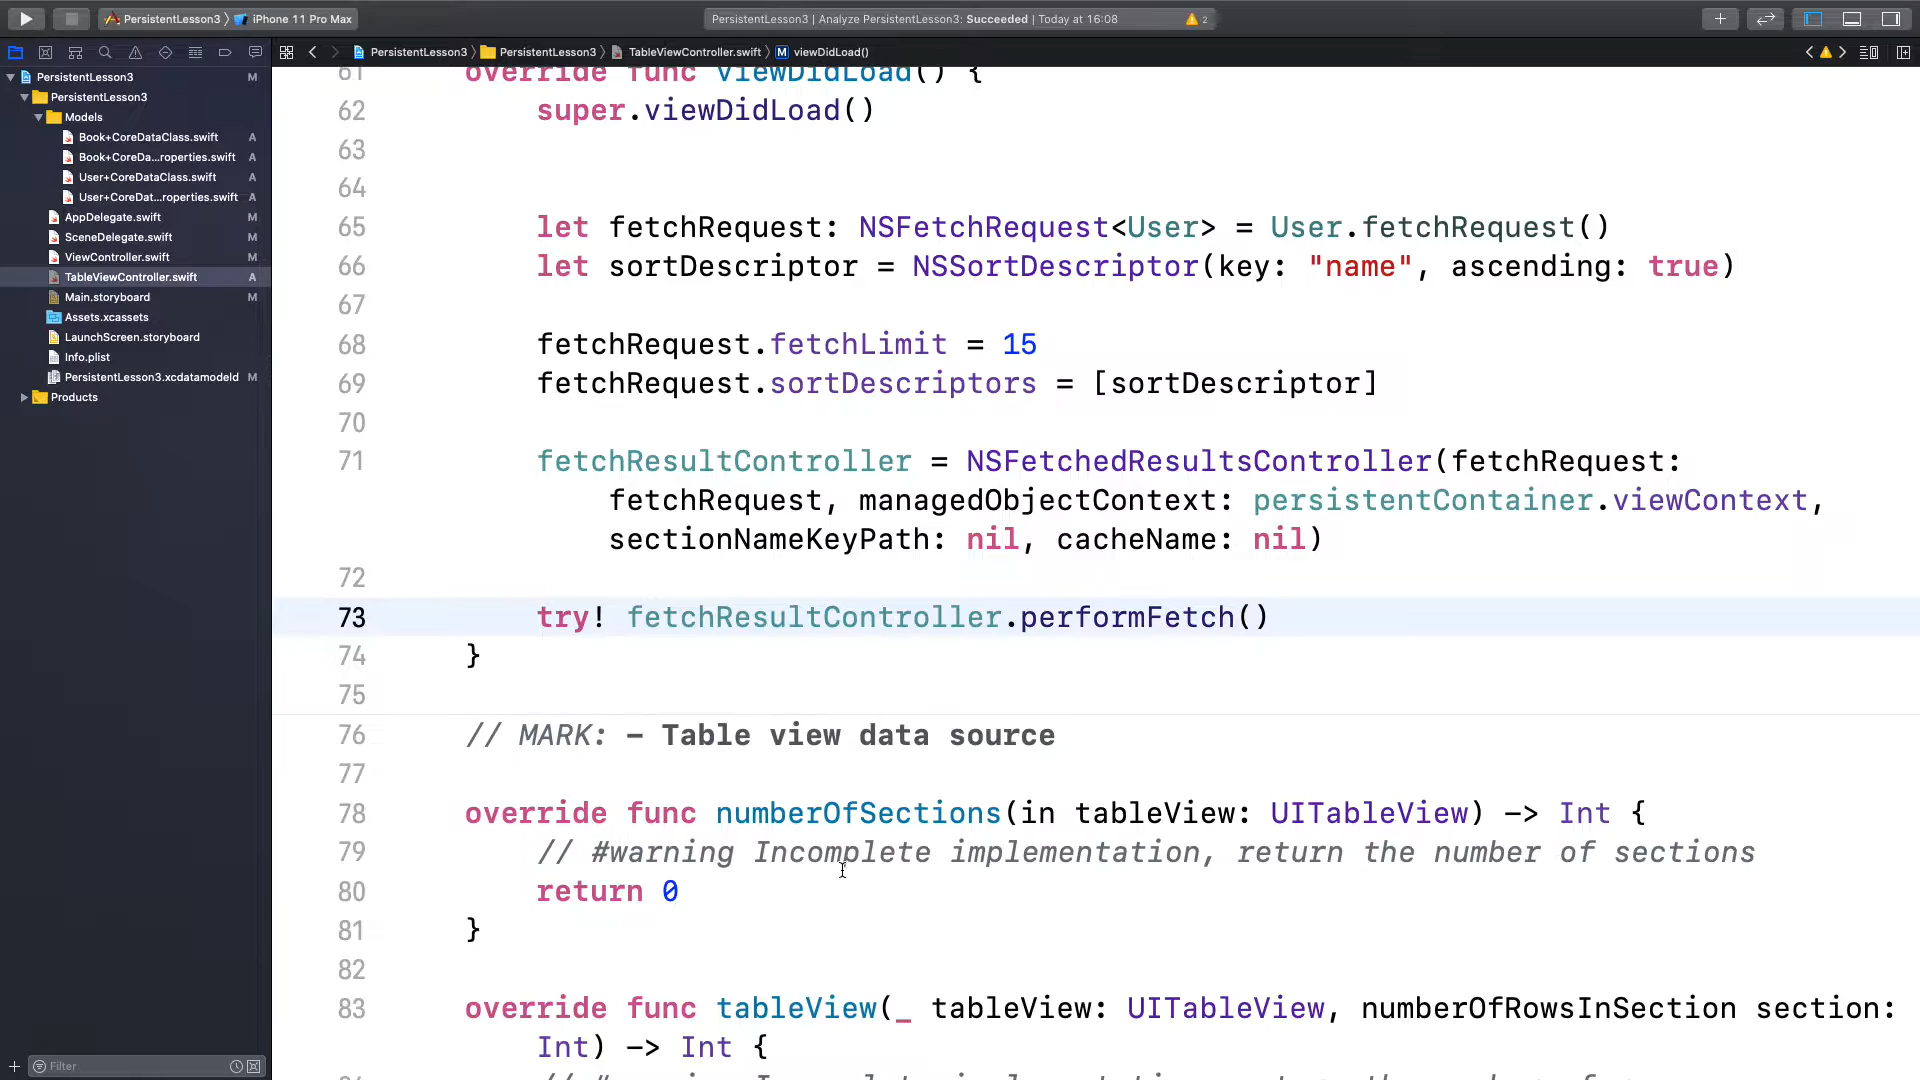 PersistentLesson3 〉 iPhone 11 Pro Max
PersistentLesson3 | Analyze PersistentLesson3: Succeeded | Today at 16:08
2
PersistentLesson3 〉 PersistentLesson3 〉 TableViewController.swift 〉 M viewDidLoad()
PersistentLesson3 M
PersistentLesson3
Models
Book+CoreDataClass.swift A
Book+CoreDa...roperties.swift A
User+CoreDataClass.swift A
User+CoreDat...roperties.swift A
AppDelegate.swift M
SceneDelegate.swift M
ViewController.swift M
TableViewController.swift A
Main.storyboard M
Assets.xcassets
LaunchScreen.storyboard
Info.plist
PersistentLesson3.xcdatamodeld M
Products
Filter
61 override func viewDidLoad() {
62 super.viewDidLoad()
63
64
65 let fetchRequest: NSFetchRequest<User> = User.fetchRequest()
66 let sortDescriptor = NSSortDescriptor(key: "name", ascending: true)
67
68 fetchRequest.fetchLimit = 15
69 fetchRequest.sortDescriptors = [sortDescriptor]
70
71 fetchResultController = NSFetchedResultsController(fetchRequest:
fetchRequest, managedObjectContext: persistentContainer.viewContext,
sectionNameKeyPath: nil, cacheName: nil)
72
73 try! fetchResultController.performFetch()
74 }
75
76 // MARK: - Table view data source
77
78 override func numberOfSections(in tableView: UITableView) -> Int {
79 // #warning Incomplete implementation, return the number of sections
80 return 0
81 }
82
83 override func tableView(_ tableView: UITableView, numberOfRowsInSection section:
Int) -> Int {